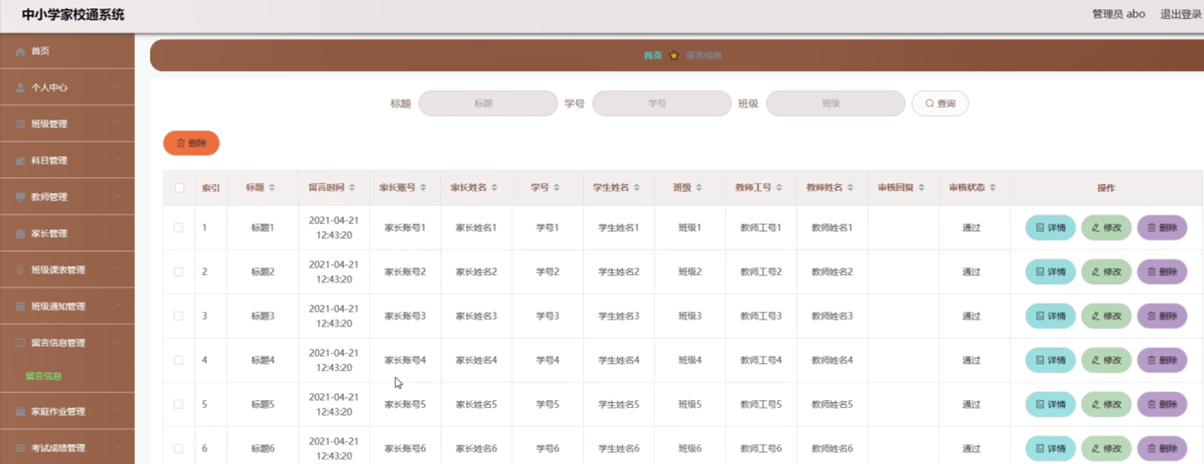 中小学家校通系统 管理员 abo 退出登录
首页
个人中心
班级管理
科目管理
教师管理
家长管理
班级课表管理
班级通知管理
留言信息管理
留言信息
家庭作业管理
考试成绩管理
首页 留言信息
标题 标题 学号 学号 班级 班级 查询
删除
索引 标题 留言时间 家长账号 家长姓名 学号 学生姓名 班级 教师工号 教师姓名 审核回复 审核状态 操作
1 标题1 2021-04-21 12:43:20 家长账号1 家长姓名1 学号1 学生姓名1 班级1 教师工号1 教师姓名1 通过 详情 修改 删除
2 标题2 2021-04-21 12:43:20 家长账号2 家长姓名2 学号2 学生姓名2 班级2 教师工号2 教师姓名2 通过 详情 修改 删除
3 标题3 2021-04-21 12:43:20 家长账号3 家长姓名3 学号3 学生姓名3 班级3 教师工号3 教师姓名3 通过 详情 修改 删除
4 标题4 2021-04-21 12:43:20 家长账号4 家长姓名4 学号4 学生姓名4 班级4 教师工号4 教师姓名4 通过 详情 修改 删除
5 标题5 2021-04-21 12:43:20 家长账号5 家长姓名5 学号5 学生姓名5 班级5 教师工号5 教师姓名5 通过 详情 修改 删除
6 标题6 2021-04-21 12:43:20 家长账号6 家长姓名6 学号6 学生姓名6 班级6 教师工号6 教师姓名6 通过 详情 修改 删除